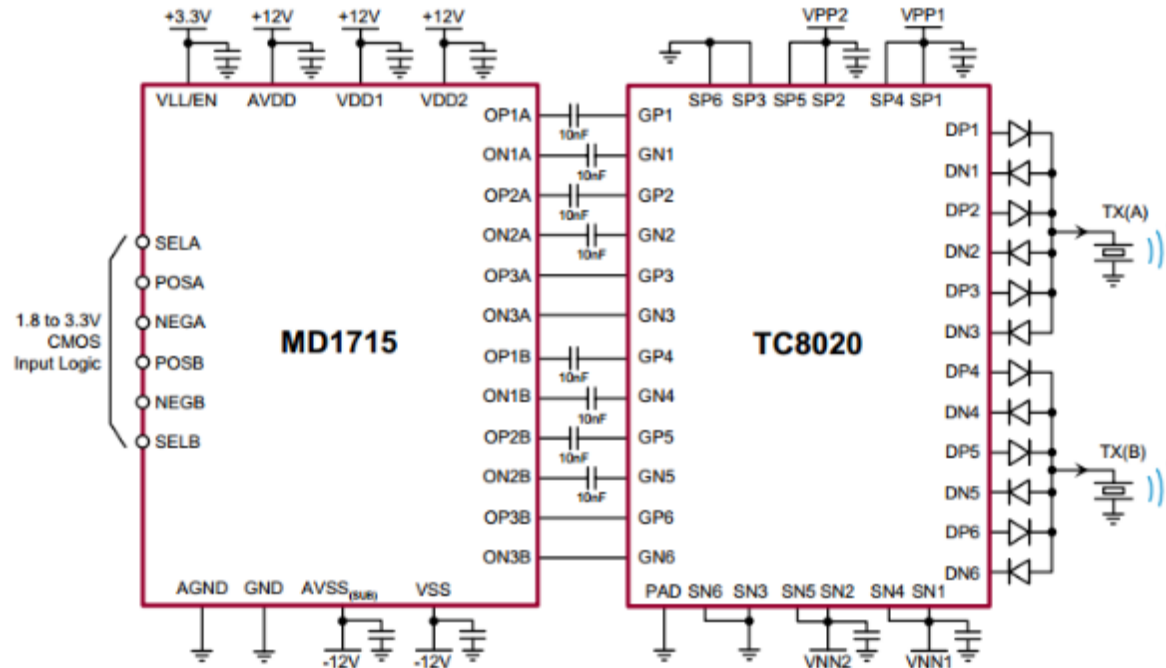 +3.3V +12V +12V +12V
VPP2 VPP1
VLL/EN AVDD VDD1 VDD2
SP6 SP3 SP5 SP2 SP4 SP1
OP1A 10nF GP1
ON1A 10nF GN1
OP2A 10nF GP2
ON2A 10nF GN2
OP3A GP3
ON3A GN3
OP1B 10nF GP4
ON1B 10nF GN4
OP2B 10nF GP5
ON2B 10nF GN5
OP3B GP6
ON3B GN6
DP1
DN1
DP2
DN2
DP3
DN3
DP4
DN4
DP5
DN5
DP6
DN6
TX(A)
TX(B)
SELA
POSA
NEGA
POSB
NEGB
SELB
1.8 to 3.3V
CMOS
Input Logic
MD1715
TC8020
AGND GND AVSS(SUB) VSS
PAD SN6 SN3 SN5 SN2 SN4 SN1
-12V -12V
VNN2 VNN1